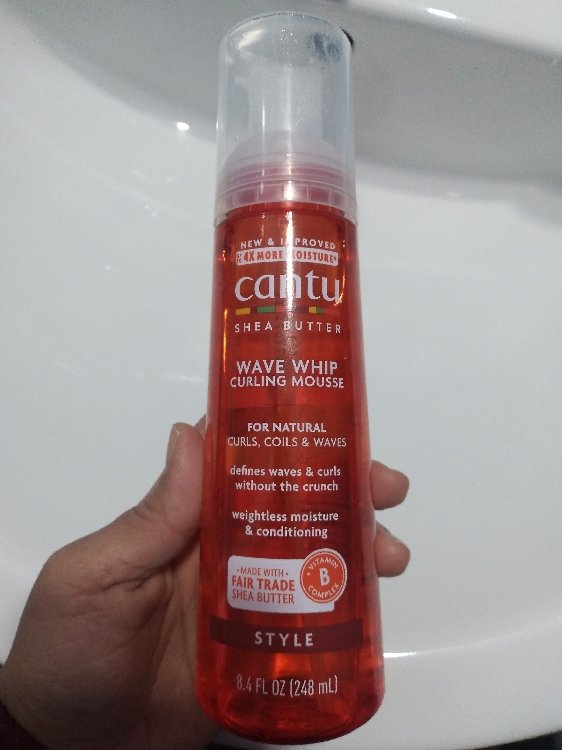 NEW & IMPROVED
UP TO 4X MORE MOISTURE*
cantu
SHEA BUTTER
WAVE WHIP
CURLING MOUSSE
FOR NATURAL
CURLS, COILS & WAVES
defines waves & curls
without the crunch
weightless moisture
& conditioning
• MADE WITH •
FAIR TRADE
SHEA BUTTER
• VITAMIN •
B
COMPLEX
STYLE
8.4 FL OZ (248 mL)